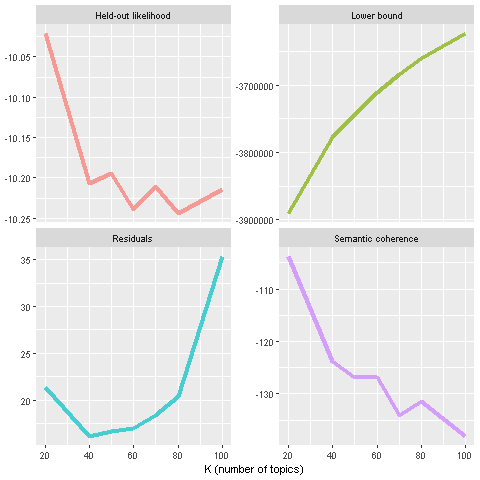 Held-out likelihood
Lower bound
-10.05
-10.10
-10.15
-10.20
-10.25
-3700000
-3800000
-3900000
Residuals
Semantic coherence
35
30
25
20
-110
-120
-130
20 40 60 80 100
20 40 60 80 100
K (number of topics)